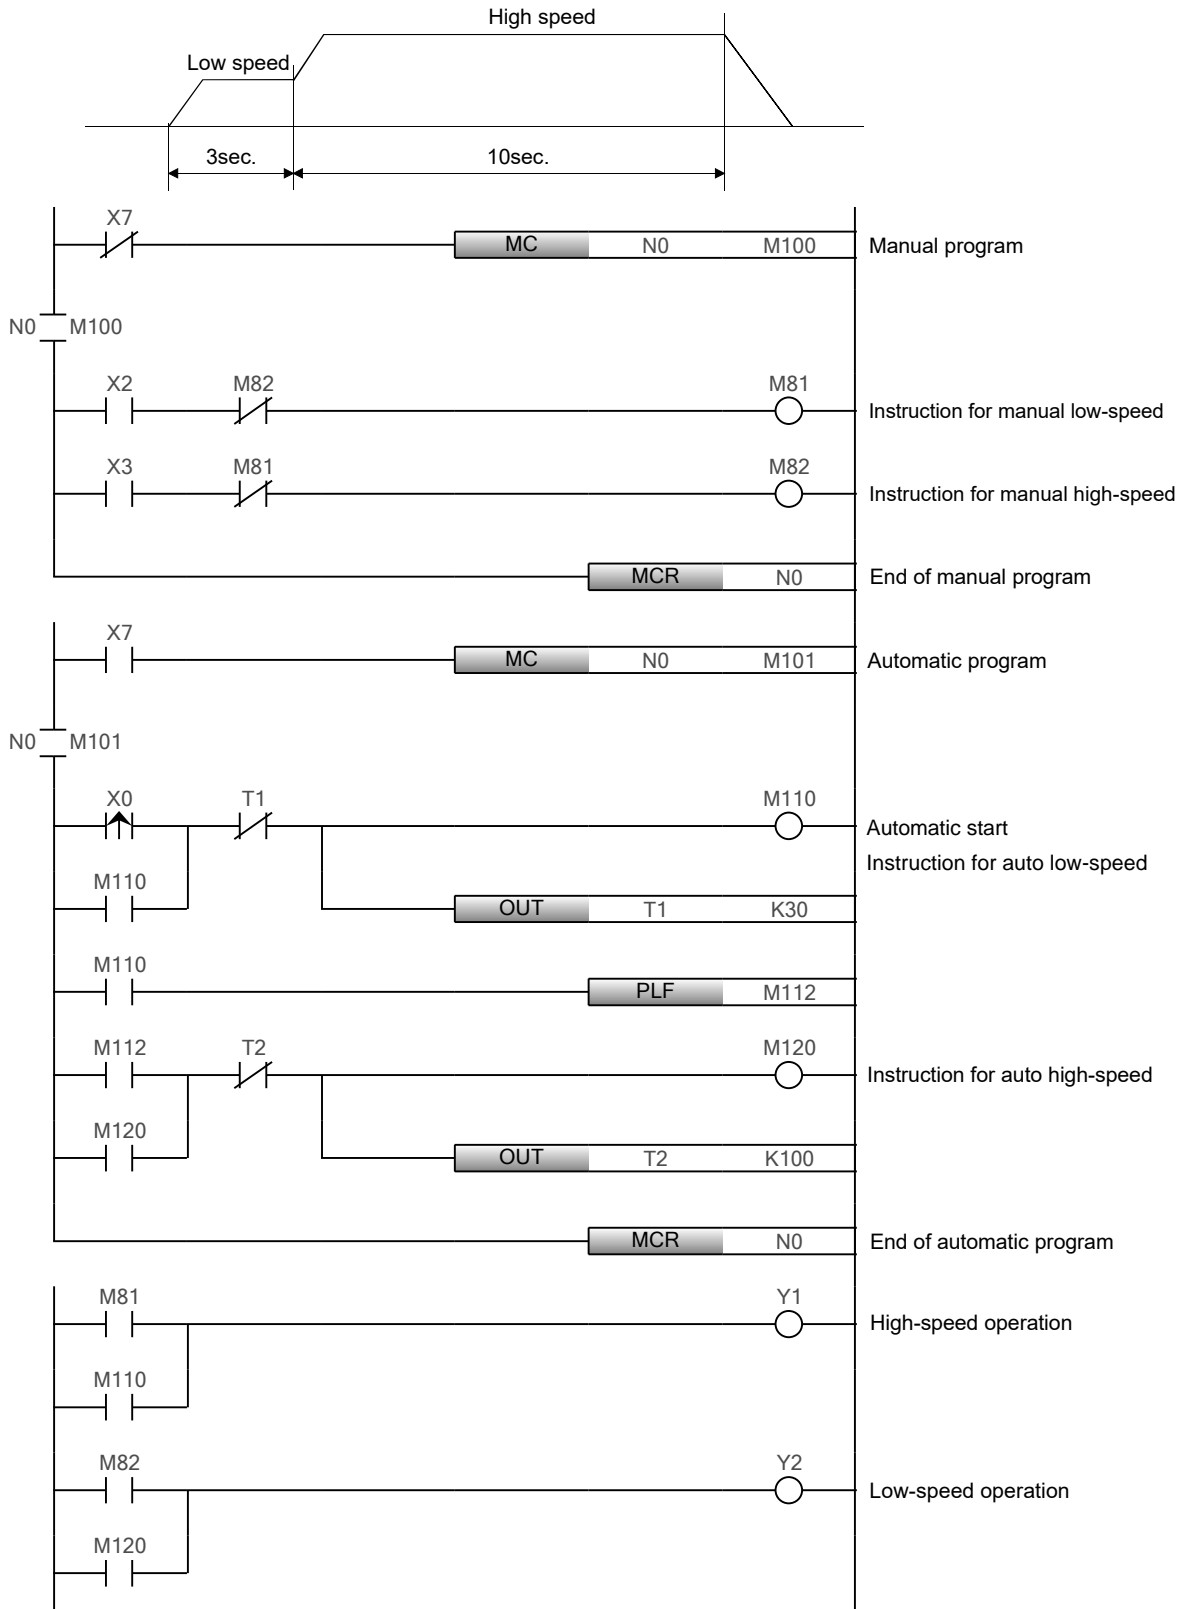 High speed
Low speed
3sec. 10sec.
X7
MC N0 M100 Manual program
N0 M100
X2 M82 M81
Instruction for manual low-speed
X3 M81 M82
Instruction for manual high-speed
MCR N0 End of manual program
X7
MC N0 M101 Automatic program
N0 M101
X0 T1 M110
Automatic start
Instruction for auto low-speed
M110
OUT T1 K30
M110
PLF M112
M112 T2 M120
Instruction for auto high-speed
M120
OUT T2 K100
MCR N0 End of automatic program
M81 Y1
High-speed operation
M110
M82 Y2
Low-speed operation
M120